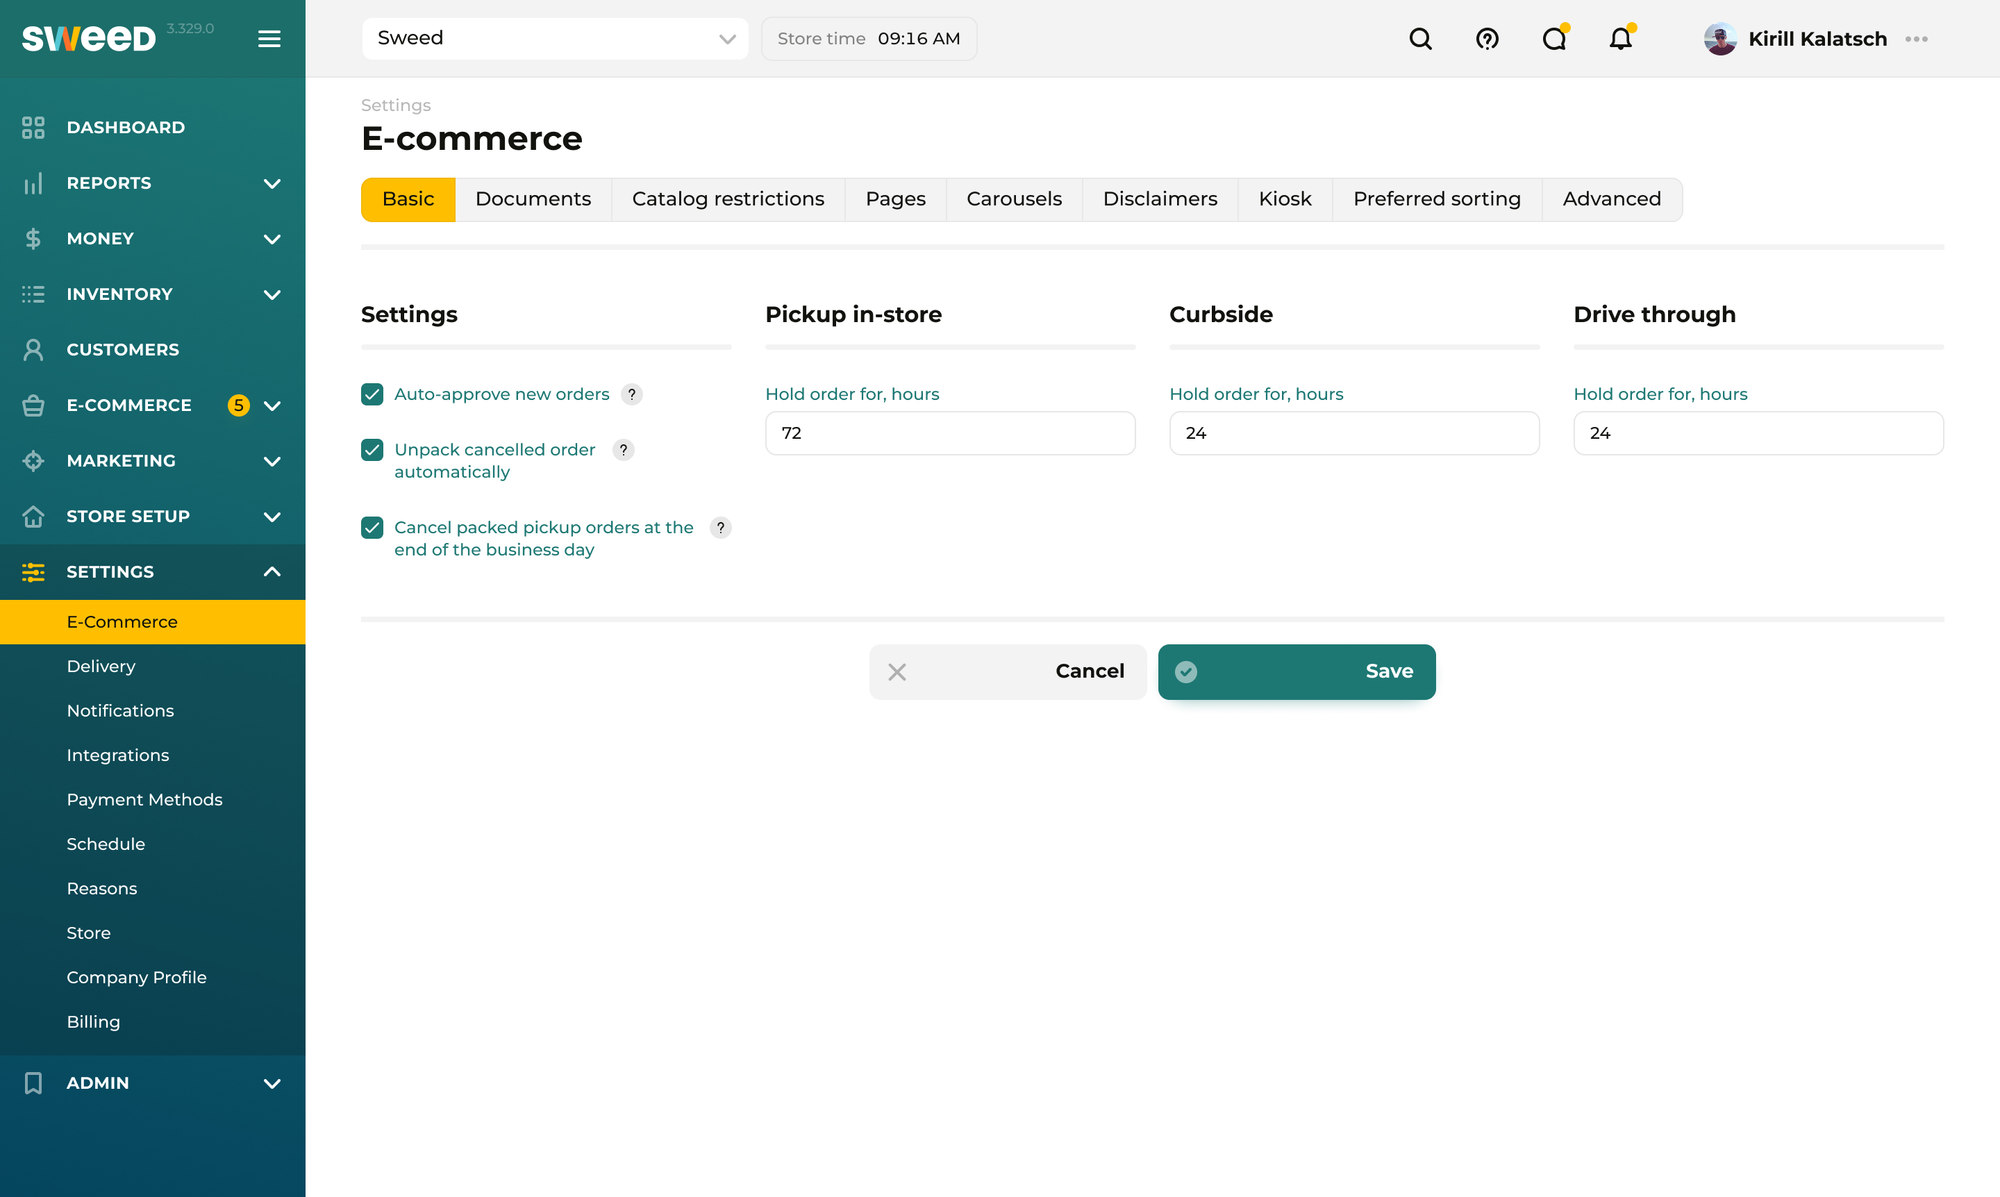 SWEED 3.329.0
Sweed
Store time 09:16 AM
Kirill Kalatsch
DASHBOARD
REPORTS
MONEY
INVENTORY
CUSTOMERS
E-COMMERCE 5
MARKETING
STORE SETUP
SETTINGS
E-Commerce
Delivery
Notifications
Integrations
Payment Methods
Schedule
Reasons
Store
Company Profile
Billing
ADMIN
Settings
E-commerce
Basic Documents Catalog restrictions Pages Carousels Disclaimers Kiosk Preferred sorting Advanced
Settings
Auto-approve new orders ?
Unpack cancelled order ?
automatically
Cancel packed pickup orders at the ?
end of the business day
Pickup in-store
Hold order for, hours
72
Curbside
Hold order for, hours
24
Drive through
Hold order for, hours
24
Cancel
Save